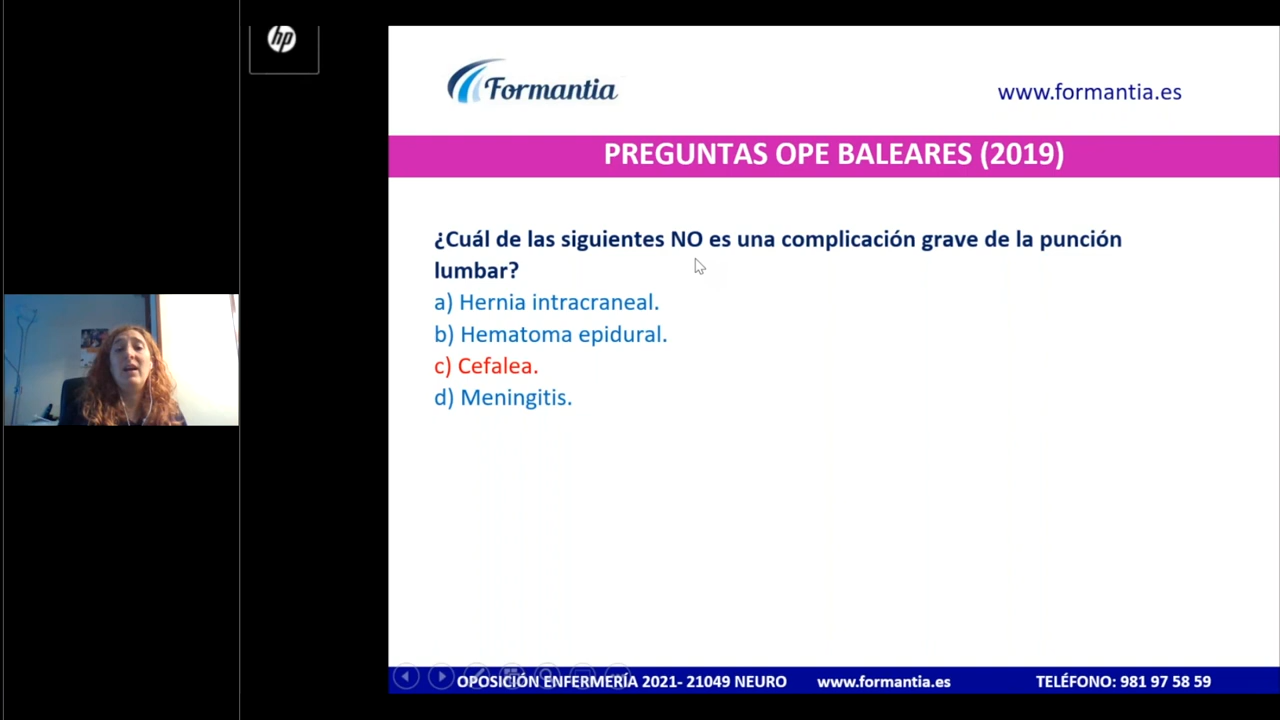 hp
Formantia
www.formantia.es
PREGUNTAS OPE BALEARES (2019)
¿Cuál de las siguientes NO es una complicación grave de la punción
lumbar?
a) Hernia intracraneal.
b) Hematoma epidural.
c) Cefalea.
d) Meningitis.
OPOSICIÓN ENFERMERÍA 2021- 21049 NEURO www.formantia.es TELÉFONO: 981 97 58 59